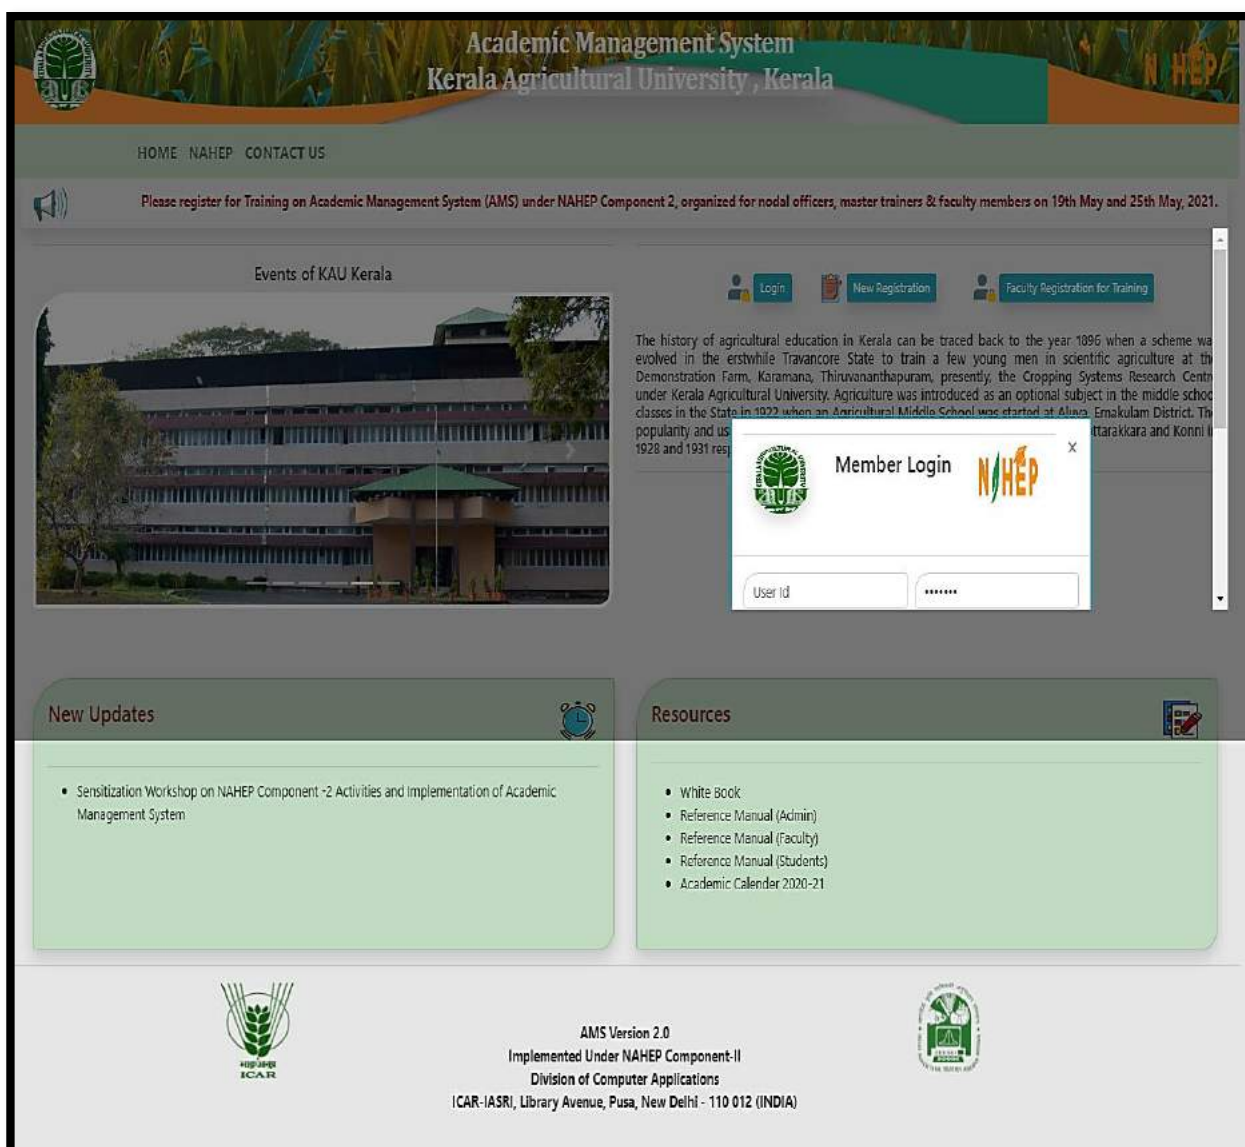 Academic Management System
Kerala Agricultural University , Kerala
N HEP
HOME NAHEP CONTACT US
Please register for Training on Academic Management System (AMS) under NAHEP Component 2, organized for nodal officers, master trainers & faculty members on 19th May and 25th May, 2021.
Events of KAU Kerala
Login
New Registration
Faculty Registration for Training
The history of agricultural education in Kerala can be traced back to the year 1896 when a scheme wa
evolved in the erstwhile Travancore State to train a few young men in scientific agriculture at th
Demonstration Farm, Karamana, Thiruvananthapuram, presently, the Cropping Systems Research Centr
under Kerala Agricultural University. Agriculture was introduced as an optional subject in the middle schoo
classes in the State in 1922 when an Agricultural Middle School was started at Aluva, Ernakulam District. Th
popularity and us ttarakkara and Konni i
1928 and 1931 res
Member Login
NAHEP
x
User Id
•••••••
New Updates
Sensitization Workshop on NAHEP Component -2 Activities and Implementation of Academic
Management System
Resources
White Book
Reference Manual (Admin)
Reference Manual (Faculty)
Reference Manual (Students)
Academic Calender 2020-21
ICAR
AMS Version 2.0
Implemented Under NAHEP Component-II
Division of Computer Applications
ICAR-IASRI, Library Avenue, Pusa, New Delhi - 110 012 (INDIA)